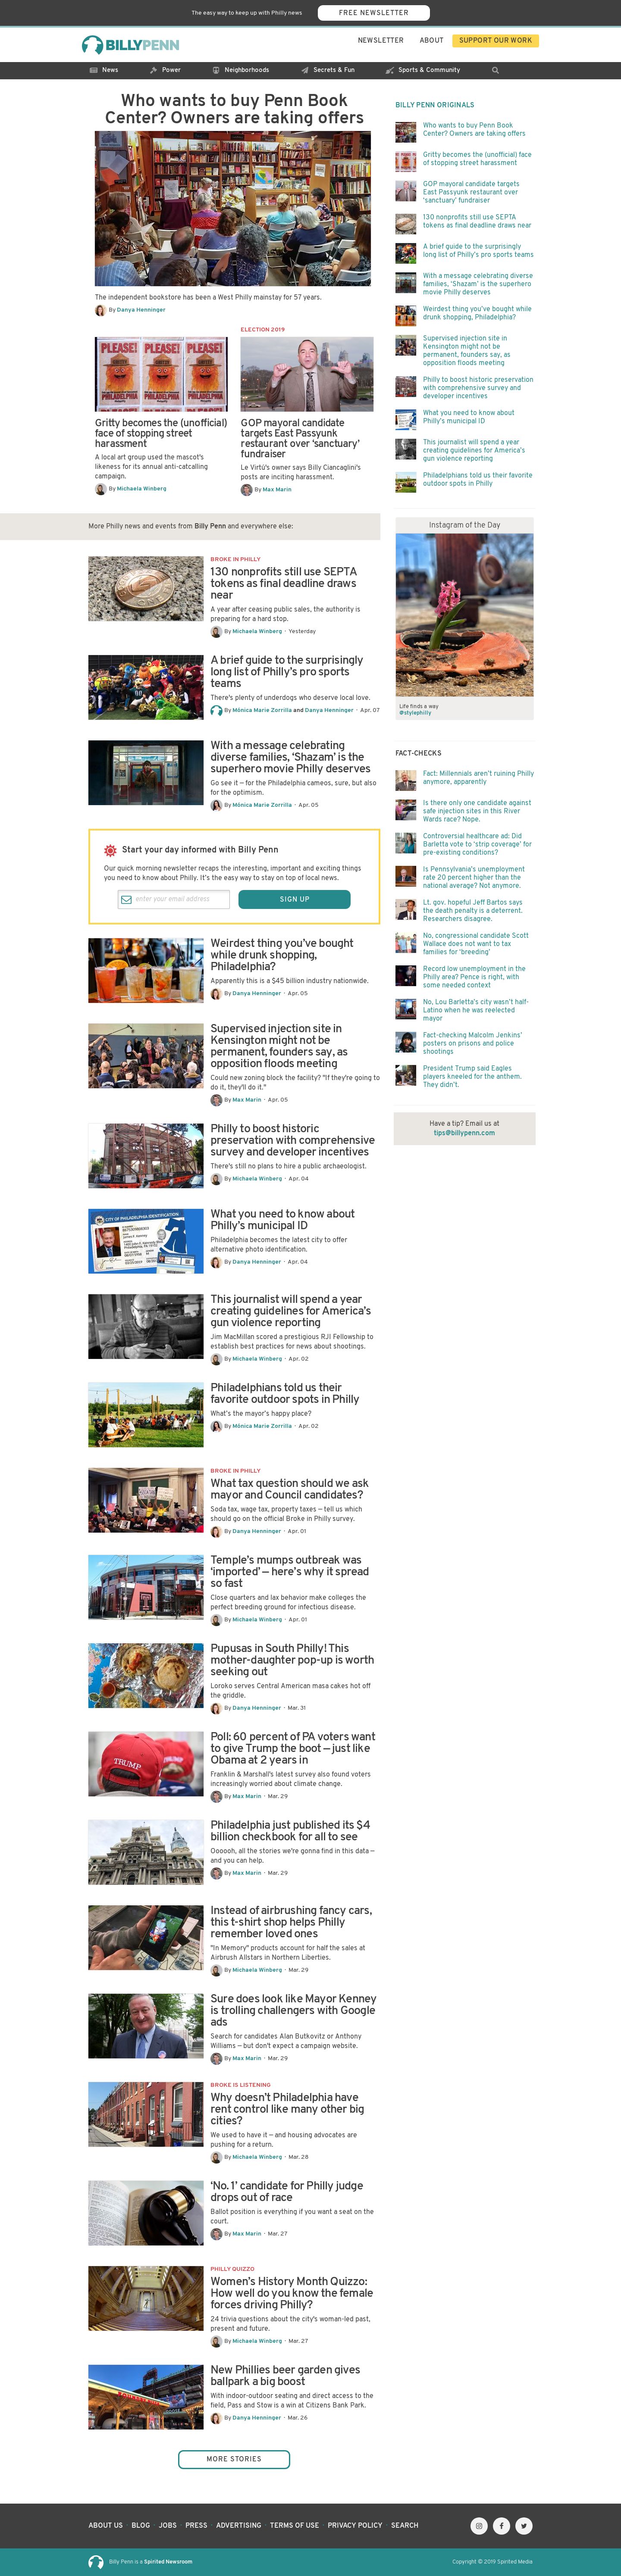 The easy way to keep up with Philly news
FREE NEWSLETTER
BILLYPENN
NEWSLETTER
ABOUT
SUPPORT OUR WORK
News
Power
Neighborhoods
Secrets & Fun
Sports & Community
Who wants to buy Penn Book
Center? Owners are taking offers
The independent bookstore has been a West Philly mainstay for 57 years.
By Danya Henninger
Gritty becomes the (unofficial)
face of stopping street
harassment
A local art group used the mascot's
likeness for its annual anti-catcalling
campaign.
By Michaela Winberg
ELECTION 2019
GOP mayoral candidate
targets East Passyunk
restaurant over ‘sanctuary’
fundraiser
Le Virtù's owner says Billy Ciancaglini's
posts are inciting harassment.
By Max Marin
More Philly news and events from Billy Penn and everywhere else:
BROKE IN PHILLY
130 nonprofits still use SEPTA
tokens as final deadline draws
near
A year after ceasing public sales, the authority is
preparing for a hard stop.
By Michaela Winberg · Yesterday
A brief guide to the surprisingly
long list of Philly’s pro sports
teams
There's plenty of underdogs who deserve local love.
By Mónica Marie Zorrilla and Danya Henninger · Apr. 07
With a message celebrating
diverse families, ‘Shazam’ is the
superhero movie Philly deserves
Go see it — for the Philadelphia cameos, sure, but also
for the optimism.
By Mónica Marie Zorrilla · Apr. 05
Start your day informed with Billy Penn
Our quick morning newsletter recaps the interesting, important and exciting things
you need to know about Philly. It's the easy way to stay on top of local news.
enter your email address
SIGN UP
Weirdest thing you’ve bought
while drunk shopping,
Philadelphia?
Apparently this is a $45 billion industry nationwide.
By Danya Henninger · Apr. 05
Supervised injection site in
Kensington might not be
permanent, founders say, as
opposition floods meeting
Could new zoning block the facility? "If they're going to
do it, they'll do it."
By Max Marin · Apr. 05
Philly to boost historic
preservation with comprehensive
survey and developer incentives
There's still no plans to hire a public archaeologist.
By Michaela Winberg · Apr. 04
What you need to know about
Philly’s municipal ID
Philadelphia becomes the latest city to offer
alternative photo identification.
By Danya Henninger · Apr. 04
This journalist will spend a year
creating guidelines for America’s
gun violence reporting
Jim MacMillan scored a prestigious RJI Fellowship to
establish best practices for news about shootings.
By Michaela Winberg · Apr. 02
Philadelphians told us their
favorite outdoor spots in Philly
What's the mayor's happy place?
By Mónica Marie Zorrilla · Apr. 02
BROKE IN PHILLY
What tax question should we ask
mayor and Council candidates?
Soda tax, wage tax, property taxes — tell us which
should go on the official Broke in Philly survey.
By Danya Henninger · Apr. 01
Temple’s mumps outbreak was
‘imported’ — here’s why it spread
so fast
Close quarters and lax behavior make colleges the
perfect breeding ground for infectious disease.
By Michaela Winberg · Apr. 01
Pupusas in South Philly! This
mother-daughter pop-up is worth
seeking out
Loroko serves Central American masa cakes hot off
the griddle.
By Danya Henninger · Mar. 31
Poll: 60 percent of PA voters want
to give Trump the boot — just like
Obama at 2 years in
Franklin & Marshall's latest survey also found voters
increasingly worried about climate change.
By Max Marin · Mar. 29
Philadelphia just published its $4
billion checkbook for all to see
Oooooh, all the stories we're gonna find in this data —
and you can help.
By Max Marin · Mar. 29
Instead of airbrushing fancy cars,
this t-shirt shop helps Philly
remember loved ones
"In Memory" products account for half the sales at
Airbrush Allstars in Northern Liberties.
By Michaela Winberg · Mar. 29
Sure does look like Mayor Kenney
is trolling challengers with Google
ads
Search for candidates Alan Butkovitz or Anthony
Williams — but don't expect a campaign website.
By Max Marin · Mar. 29
BROKE IS LISTENING
Why doesn’t Philadelphia have
rent control like many other big
cities?
We used to have it — and housing advocates are
pushing for a return.
By Michaela Winberg · Mar. 28
‘No. 1’ candidate for Philly judge
drops out of race
Ballot position is everything if you want a seat on the
court.
By Max Marin · Mar. 27
PHILLY QUIZZO
Women’s History Month Quizzo:
How well do you know the female
forces driving Philly?
24 trivia questions about the city's woman-led past,
present and future.
By Michaela Winberg · Mar. 27
New Phillies beer garden gives
ballpark a big boost
With indoor-outdoor seating and direct access to the
field, Pass and Stow is a win at Citizens Bank Park.
By Danya Henninger · Mar. 26
MORE STORIES
BILLY PENN ORIGINALS
Who wants to buy Penn Book
Center? Owners are taking offers
Gritty becomes the (unofficial) face
of stopping street harassment
GOP mayoral candidate targets
East Passyunk restaurant over
‘sanctuary’ fundraiser
130 nonprofits still use SEPTA
tokens as final deadline draws near
A brief guide to the surprisingly
long list of Philly’s pro sports teams
With a message celebrating diverse
families, ‘Shazam’ is the superhero
movie Philly deserves
Weirdest thing you’ve bought while
drunk shopping, Philadelphia?
Supervised injection site in
Kensington might not be
permanent, founders say, as
opposition floods meeting
Philly to boost historic preservation
with comprehensive survey and
developer incentives
What you need to know about
Philly’s municipal ID
This journalist will spend a year
creating guidelines for America’s
gun violence reporting
Philadelphians told us their favorite
outdoor spots in Philly
Instagram of the Day
Life finds a way
@stylephilly
FACT-CHECKS
Fact: Millennials aren’t ruining Philly
anymore, apparently
Is there only one candidate against
safe injection sites in this River
Wards race? Nope.
Controversial healthcare ad: Did
Barletta vote to ‘strip coverage’ for
pre-existing conditions?
Is Pennsylvania’s unemployment
rate 20 percent higher than the
national average? Not anymore.
Lt. gov. hopeful Jeff Bartos says
the death penalty is a deterrent.
Researchers disagree.
No, congressional candidate Scott
Wallace does not want to tax
families for ‘breeding’
Record low unemployment in the
Philly area? Pence is right, with
some needed context
No, Lou Barletta’s city wasn’t half-
Latino when he was reelected
mayor
Fact-checking Malcolm Jenkins’
posters on prisons and police
shootings
President Trump said Eagles
players kneeled for the anthem.
They didn’t.
Have a tip? Email us at
tips@billypenn.com
ABOUT US
BLOG
JOBS
PRESS
ADVERTISING
TERMS OF USE
PRIVACY POLICY
SEARCH
Billy Penn is a Spirited Newsroom
Copyright © 2019 Spirited Media